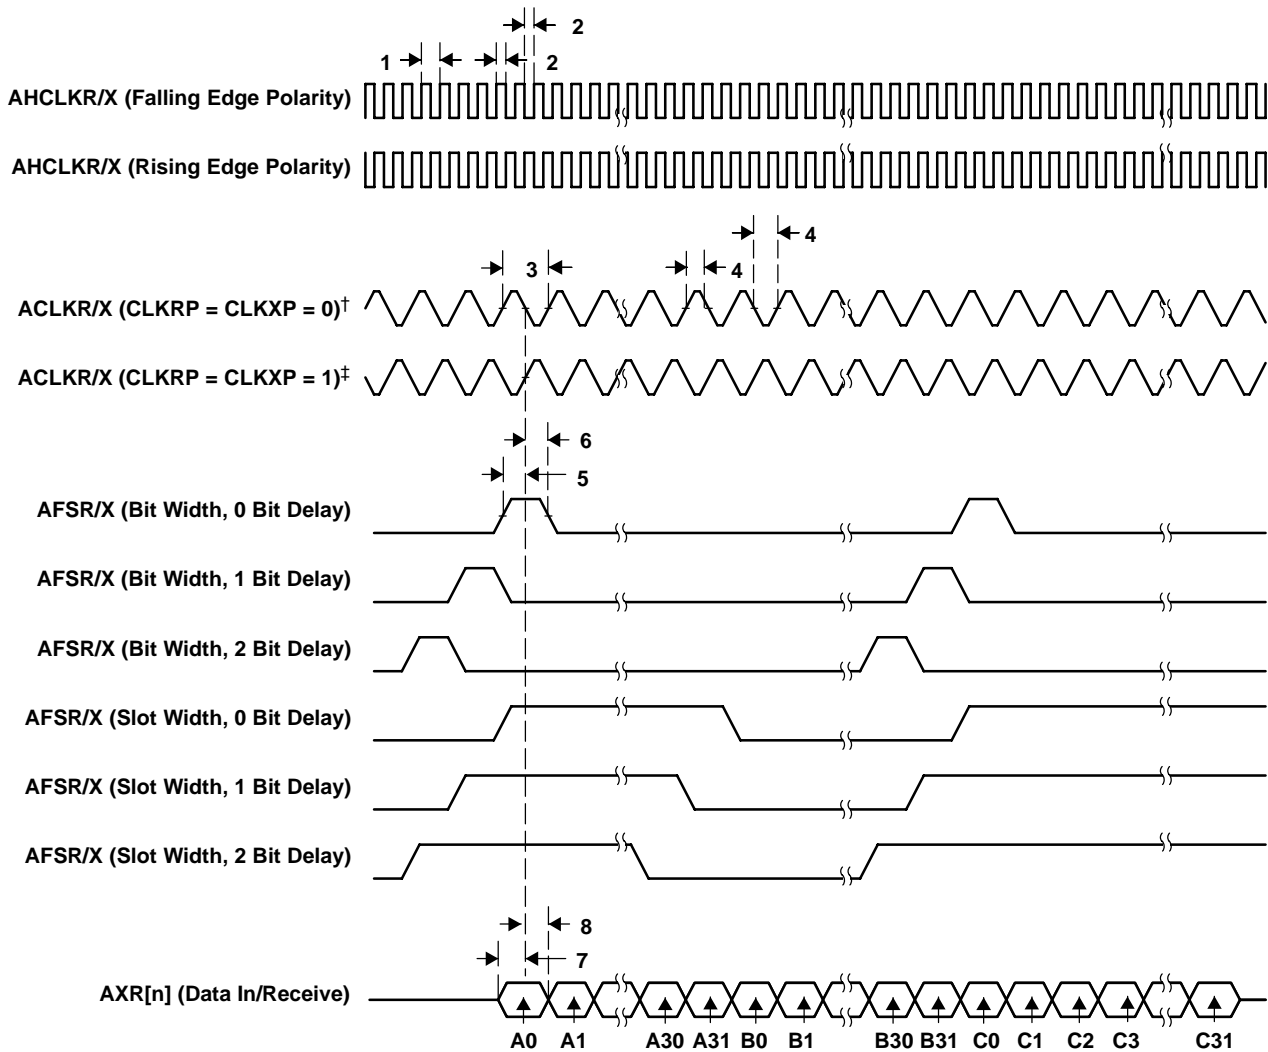 2
1
2
AHCLKR/X (Falling Edge Polarity)
AHCLKR/X (Rising Edge Polarity)
4
3
4
ACLKR/X (CLKRP = CLKXP = 0)†
ACLKR/X (CLKRP = CLKXP = 1)‡
6
5
AFSR/X (Bit Width, 0 Bit Delay)
AFSR/X (Bit Width, 1 Bit Delay)
AFSR/X (Bit Width, 2 Bit Delay)
AFSR/X (Slot Width, 0 Bit Delay)
AFSR/X (Slot Width, 1 Bit Delay)
AFSR/X (Slot Width, 2 Bit Delay)
8
7
AXR[n] (Data In/Receive)
A0 A1 A30 A31 B0 B1 B30 B31 C0 C1 C2 C3 C31